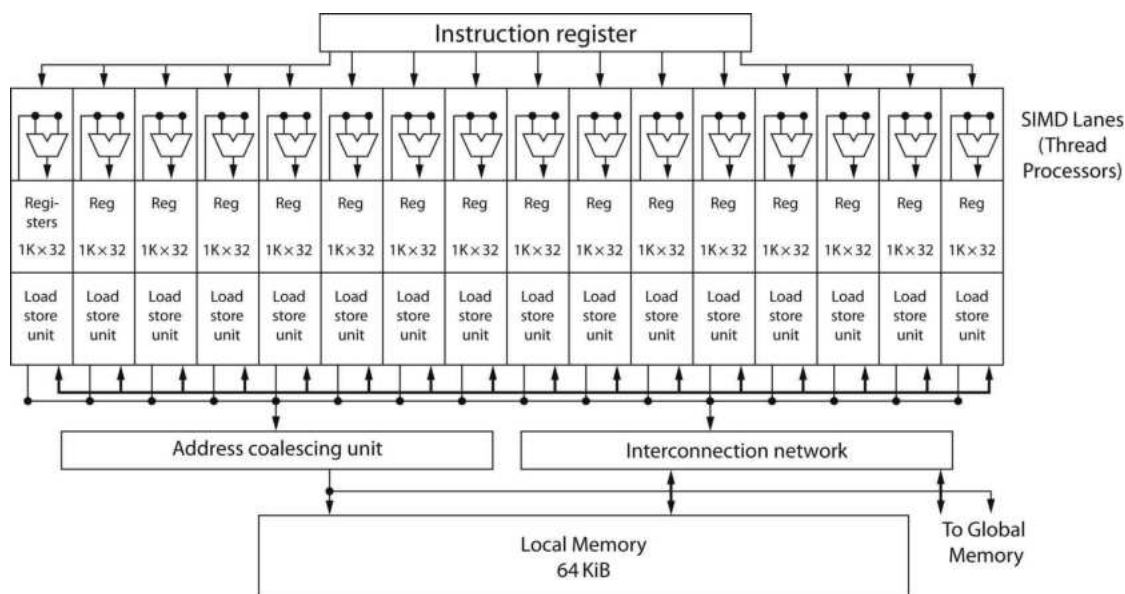 Instruction register
SIMD Lanes
(Thread
Processors)
Regi- Reg Reg Reg Reg Reg Reg Reg Reg Reg Reg Reg Reg Reg Reg Reg
sters
1K×32 1K×32 1K×32 1K×32 1K×32 1K×32 1K×32 1K×32 1K×32 1K×32 1K×32 1K×32 1K×32 1K×32 1K×32 1K×32
Load Load Load Load Load Load Load Load Load Load Load Load Load Load Load Load
store store store store store store store store store store store store store store store store
unit unit unit unit unit unit unit unit unit unit unit unit unit unit unit unit
Address coalescing unit
Interconnection network
Local Memory
64 KiB
To Global
Memory